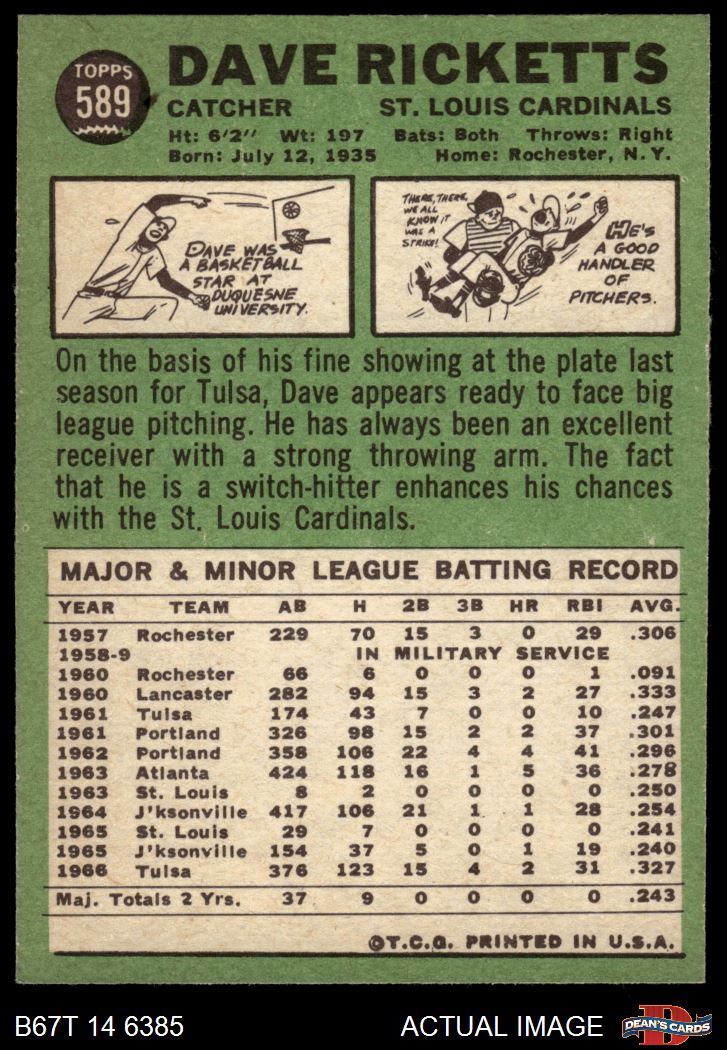 TOPPS
589
DAVE RICKETTS
CATCHER ST. LOUIS CARDINALS
Ht: 6'2" Wt: 197 Bats: Both Throws: Right
Born: July 12, 1935 Home: Rochester, N.Y.
DAVE WAS
A BASKETBALL
STAR AT
DUQUESNE
UNIVERSITY.
THERE, THERE,
WE ALL
KNOW IT
WAS A
STRIKE!
HE'S
A GOOD
HANDLER
OF
PITCHERS.
On the basis of his fine showing at the plate last
season for Tulsa, Dave appears ready to face big
league pitching. He has always been an excellent
receiver with a strong throwing arm. The fact
that he is a switch-hitter enhances his chances
with the St. Louis Cardinals.
MAJOR & MINOR LEAGUE BATTING RECORD
YEAR TEAM AB H 2B 3B HR RBI AVG.
1957 Rochester 229 70 15 3 0 29 .306
1958-9 IN MILITARY SERVICE
1960 Rochester 66 6 0 0 0 1 .091
1960 Lancaster 282 94 15 3 2 27 .333
1961 Tulsa 174 43 7 0 0 10 .247
1961 Portland 326 98 15 2 2 37 .301
1962 Portland 358 106 22 4 4 41 .296
1963 Atlanta 424 118 16 1 5 36 .278
1963 St. Louis 8 2 0 0 0 0 .250
1964 J'ksonville 417 106 21 1 1 28 .254
1965 St. Louis 29 7 0 0 0 0 .241
1965 J'ksonville 154 37 5 0 1 19 .240
1966 Tulsa 376 123 15 4 2 31 .327
Maj. Totals 2 Yrs. 37 9 0 0 0 0 .243
©T.C.G. PRINTED IN U.S.A.
B67T 14 6385 ACTUAL IMAGE
D
DEAN'S CARDS